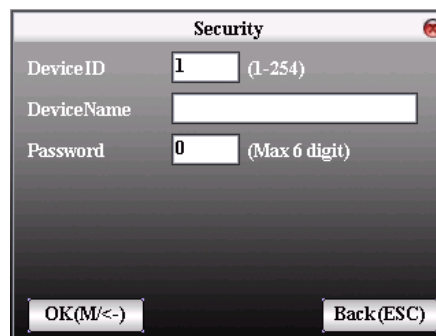 Security
DeviceID 1 (1-254)
DeviceName
Password 0 (Max 6 digit)
OK(M/<-) Back(ESC)